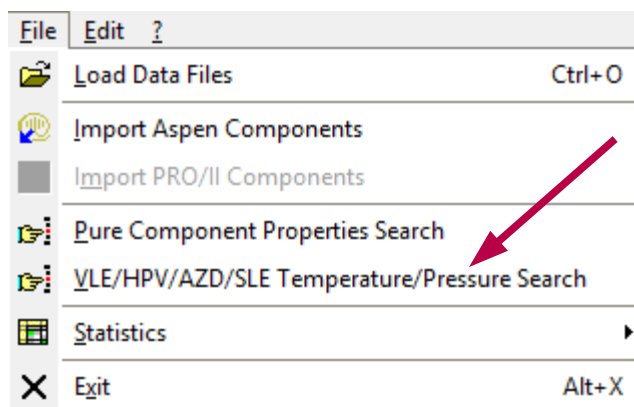 File Edit ?
Load Data Files Ctrl+O
Import Aspen Components
Import PRO/II Components
Pure Component Properties Search
VLE/HPV/AZD/SLE Temperature/Pressure Search
Statistics
Exit Alt+X